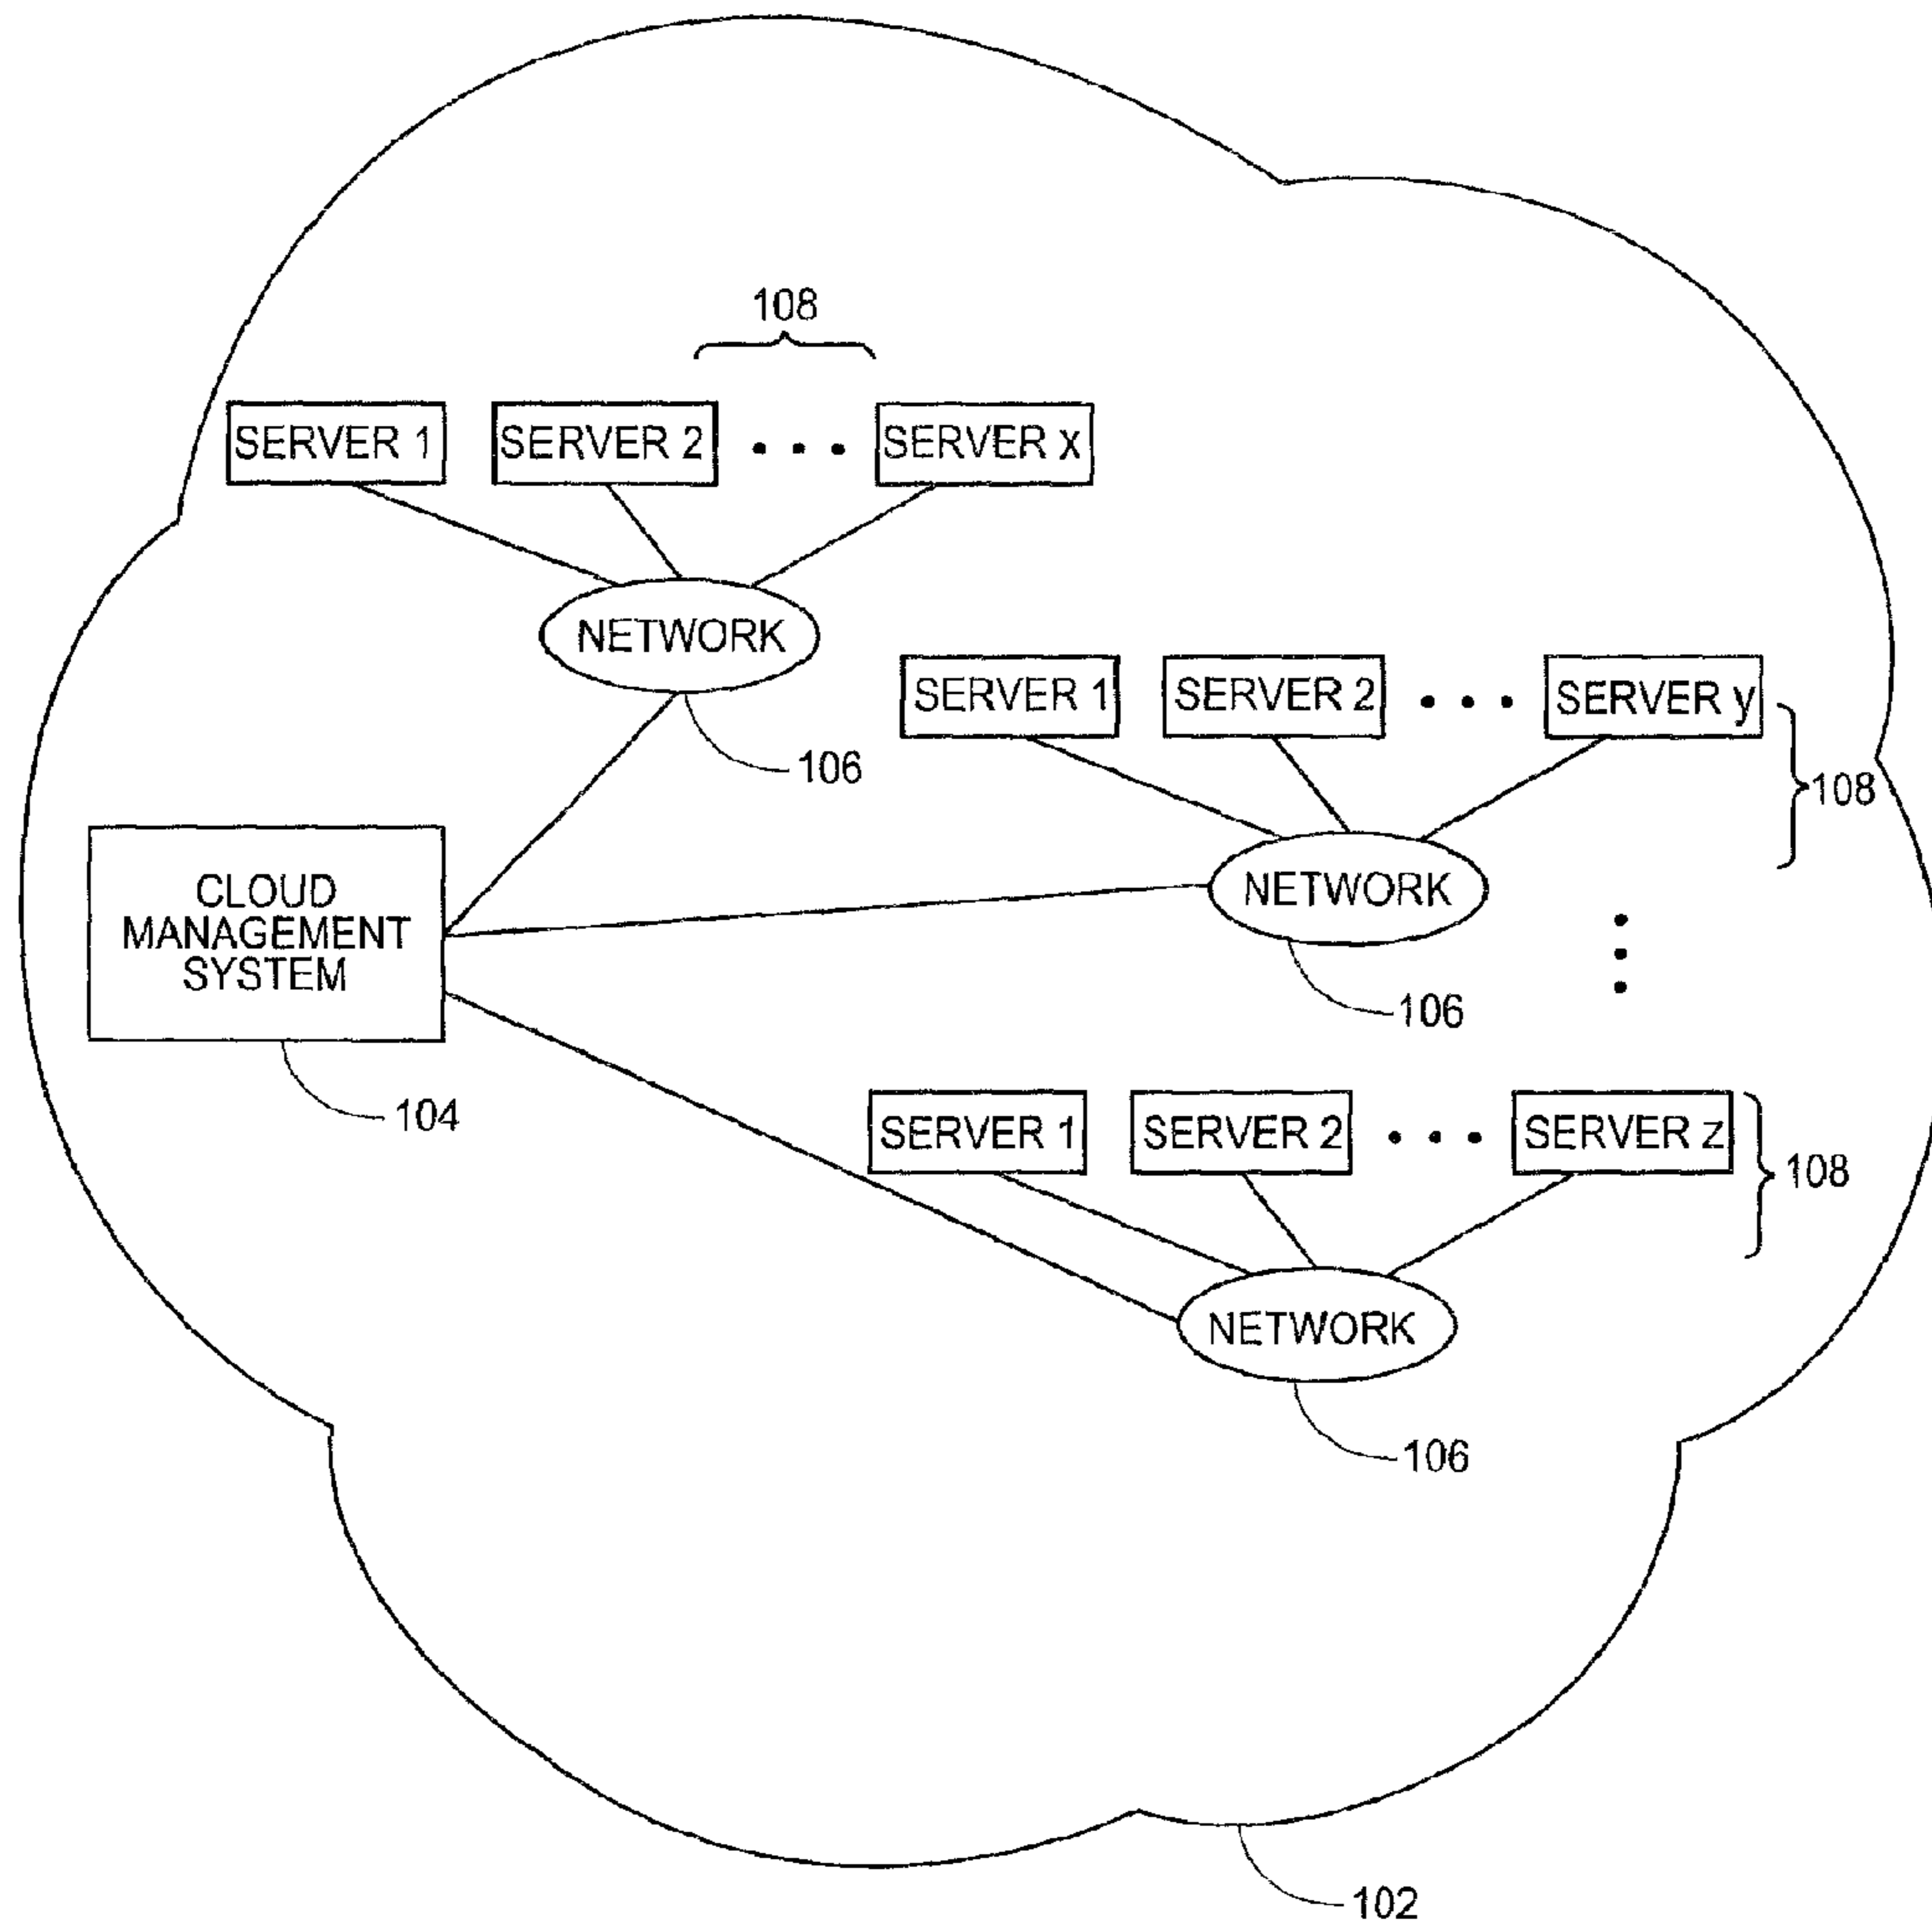 108
SERVER 1 SERVER 2 • • • SERVER x
NETWORK
106
SERVER 1 SERVER 2 • • • SERVER y
108
CLOUD
MANAGEMENT
SYSTEM
NETWORK
106
104
SERVER 1 SERVER 2 • • • SERVER z
108
NETWORK
106
102